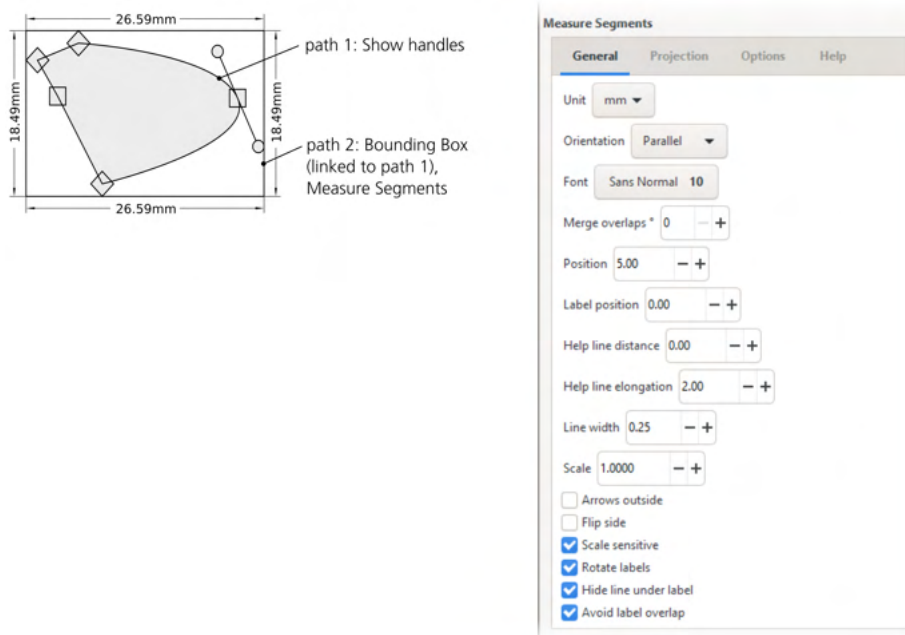 26.59mm
18.49mm
18.49mm
26.59mm
path 1: Show handles
path 2: Bounding Box
(linked to path 1),
Measure Segments
Measure Segments
General Projection Options Help
Unit mm
Orientation Parallel
Font Sans Normal 10
Merge overlaps * 0 − +
Position 5.00 − +
Label position 0.00 − +
Help line distance 0.00 − +
Help line elongation 2.00 − +
Line width 0.25 − +
Scale 1.0000 − +
Arrows outside
Flip side
Scale sensitive
Rotate labels
Hide line under label
Avoid label overlap